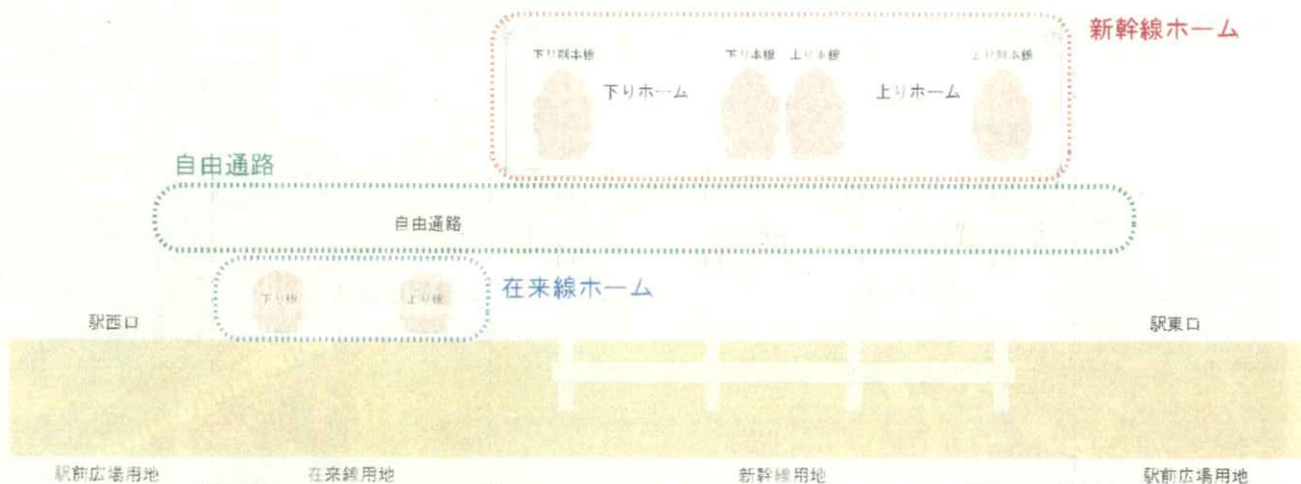 新幹線ホーム
下り副本線
下り本線
上り本線
上り副本線
下りホーム
上りホーム
自由通路
自由通路
下り線
上り線
在来線ホーム
駅西口
駅東口
駅前広場用地
在来線用地
新幹線用地
駅前広場用地